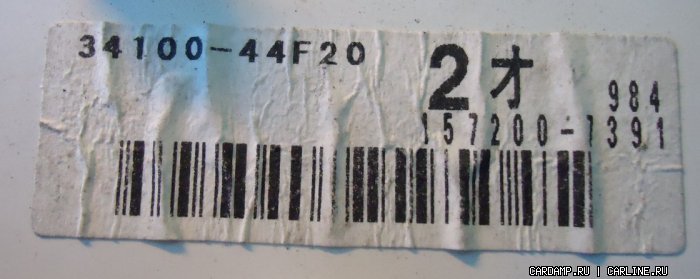 34100-44F20
2オ
984
157200-7391
CARDAMP.RU | CARLINE.RU